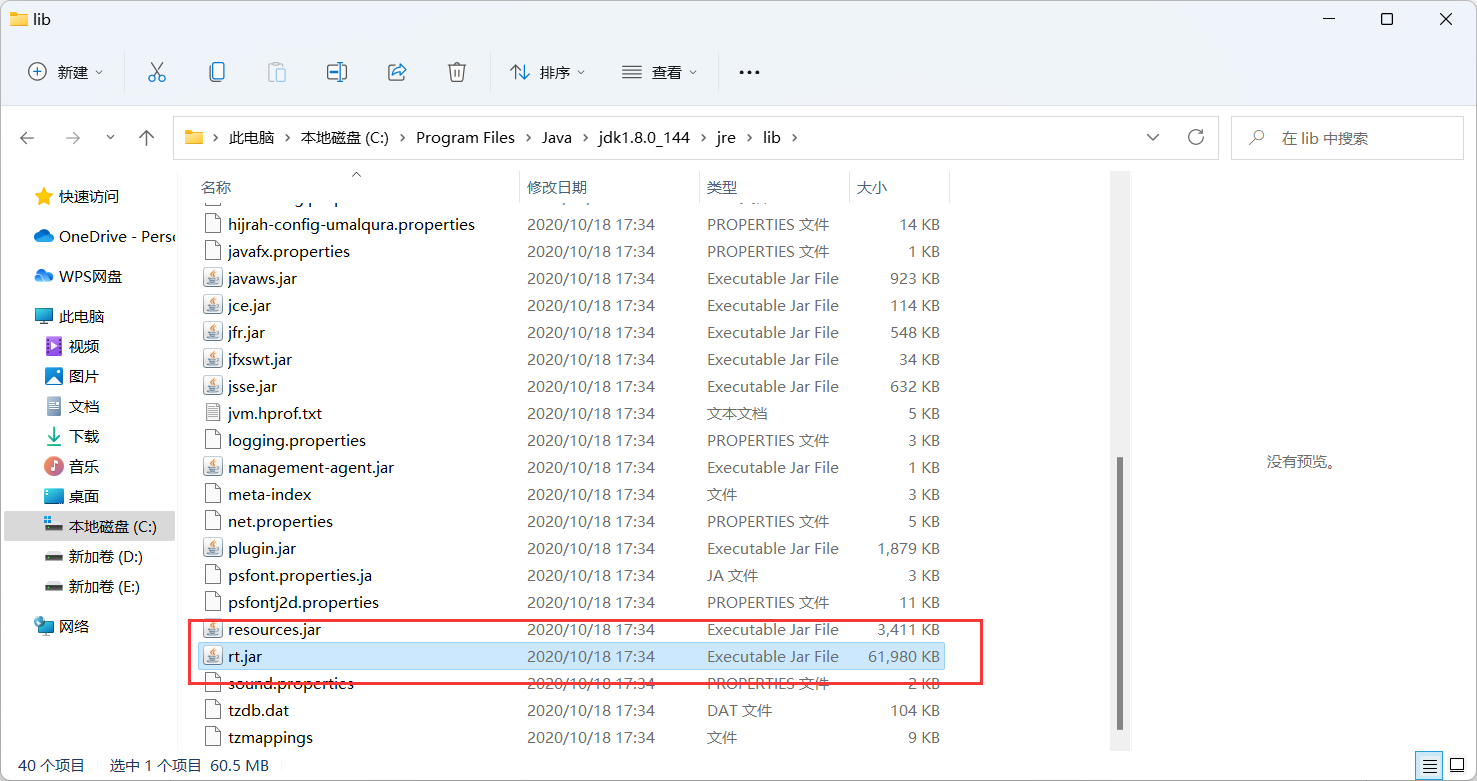 lib
新建
排序
查看
此电脑 本地磁盘 (C:) Program Files Java jdk1.8.0_144 jre lib
在 lib 中搜索
快速访问
OneDrive - Perso
WPS网盘
此电脑
视频
图片
文档
下载
音乐
桌面
本地磁盘 (C:)
新加卷 (D:)
新加卷 (E:)
网络
名称 修改日期 类型 大小
hijrah-config-umalqura.properties 2020/10/18 17:34 PROPERTIES 文件 14 KB
javafx.properties 2020/10/18 17:34 PROPERTIES 文件 1 KB
javaws.jar 2020/10/18 17:34 Executable Jar File 923 KB
jce.jar 2020/10/18 17:34 Executable Jar File 114 KB
jfr.jar 2020/10/18 17:34 Executable Jar File 548 KB
jfxswt.jar 2020/10/18 17:34 Executable Jar File 34 KB
jsse.jar 2020/10/18 17:34 Executable Jar File 632 KB
jvm.hprof.txt 2020/10/18 17:34 文本文档 5 KB
logging.properties 2020/10/18 17:34 PROPERTIES 文件 3 KB
management-agent.jar 2020/10/18 17:34 Executable Jar File 1 KB
meta-index 2020/10/18 17:34 文件 3 KB
net.properties 2020/10/18 17:34 PROPERTIES 文件 5 KB
plugin.jar 2020/10/18 17:34 Executable Jar File 1,879 KB
psfont.properties.ja 2020/10/18 17:34 JA 文件 3 KB
psfontj2d.properties 2020/10/18 17:34 PROPERTIES 文件 11 KB
resources.jar 2020/10/18 17:34 Executable Jar File 3,411 KB
rt.jar 2020/10/18 17:34 Executable Jar File 61,980 KB
sound.properties 2020/10/18 17:34 PROPERTIES 文件 2 KB
tzdb.dat 2020/10/18 17:34 DAT 文件 104 KB
tzmappings 2020/10/18 17:34 文件 9 KB
没有预览。
40 个项目 选中 1 个项目 60.5 MB